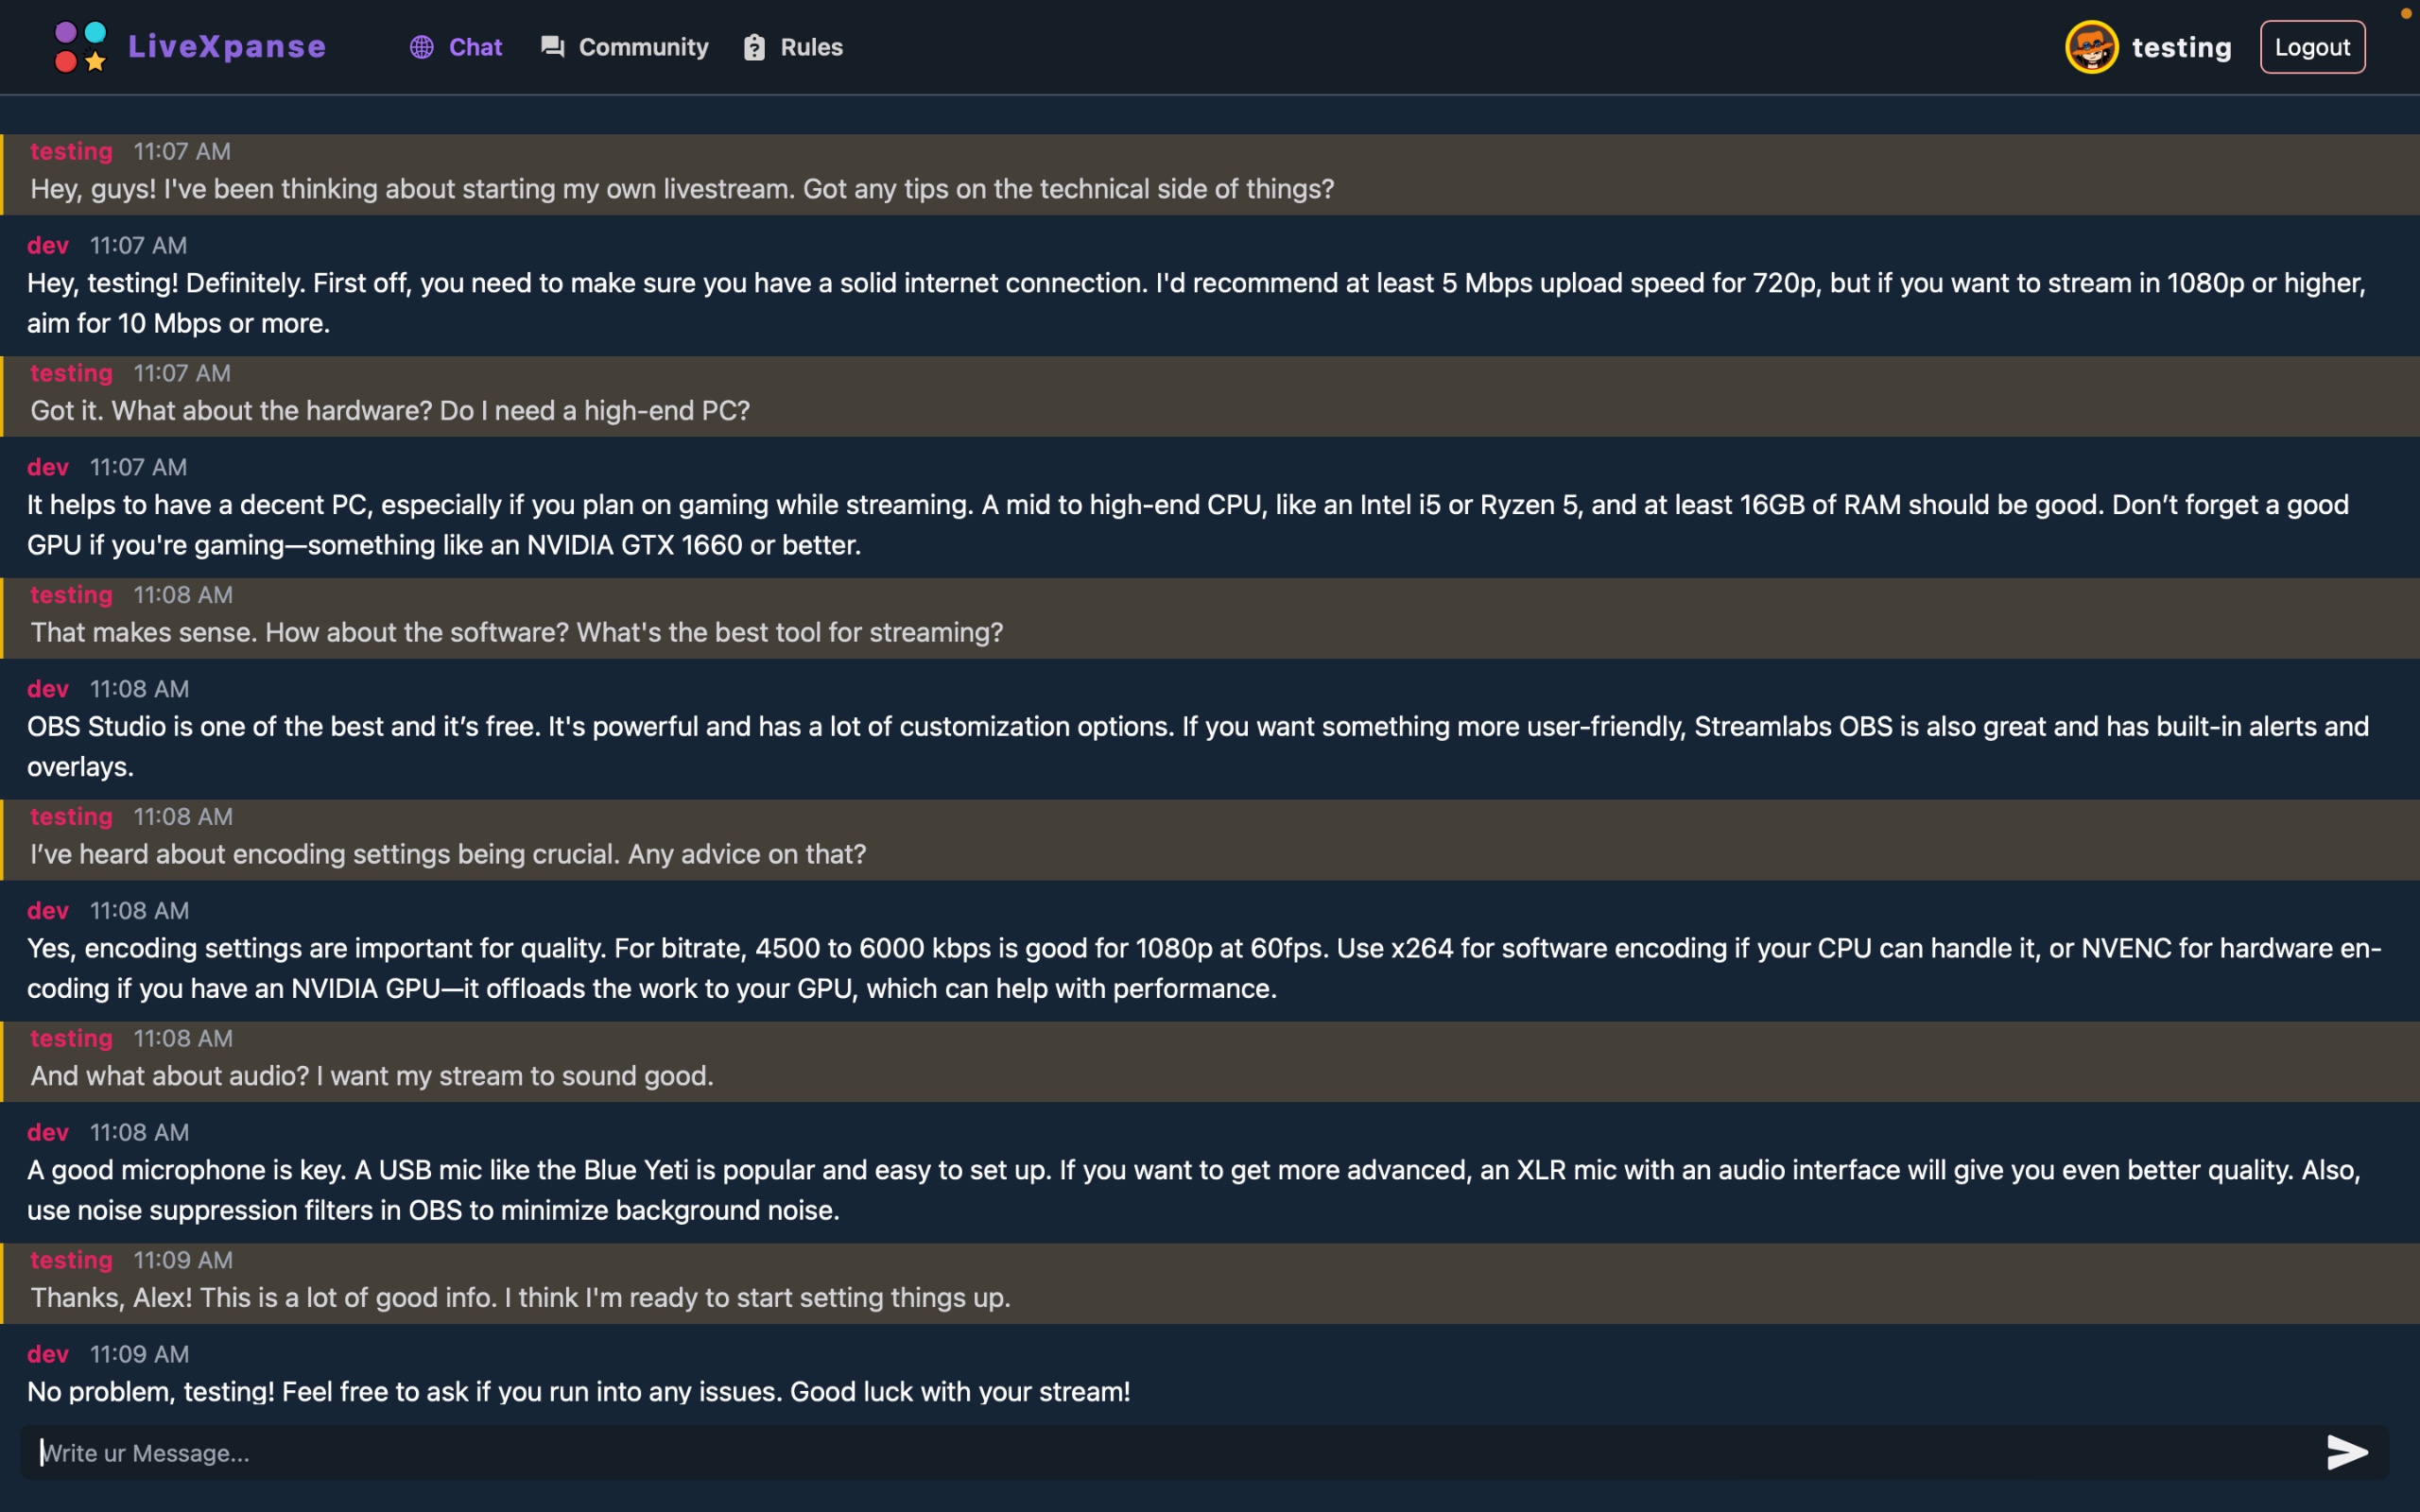 LiveXpanse
Chat
Community
Rules
testing
Logout
testing 11:07 AM
Hey, guys! I've been thinking about starting my own livestream. Got any tips on the technical side of things?
dev 11:07 AM
Hey, testing! Definitely. First off, you need to make sure you have a solid internet connection. I'd recommend at least 5 Mbps upload speed for 720p, but if you want to stream in 1080p or higher,
aim for 10 Mbps or more.
testing 11:07 AM
Got it. What about the hardware? Do I need a high-end PC?
dev 11:07 AM
It helps to have a decent PC, especially if you plan on gaming while streaming. A mid to high-end CPU, like an Intel i5 or Ryzen 5, and at least 16GB of RAM should be good. Don’t forget a good
GPU if you're gaming—something like an NVIDIA GTX 1660 or better.
testing 11:08 AM
That makes sense. How about the software? What's the best tool for streaming?
dev 11:08 AM
OBS Studio is one of the best and it’s free. It's powerful and has a lot of customization options. If you want something more user-friendly, Streamlabs OBS is also great and has built-in alerts and
overlays.
testing 11:08 AM
I’ve heard about encoding settings being crucial. Any advice on that?
dev 11:08 AM
Yes, encoding settings are important for quality. For bitrate, 4500 to 6000 kbps is good for 1080p at 60fps. Use x264 for software encoding if your CPU can handle it, or NVENC for hardware en-
coding if you have an NVIDIA GPU—it offloads the work to your GPU, which can help with performance.
testing 11:08 AM
And what about audio? I want my stream to sound good.
dev 11:08 AM
A good microphone is key. A USB mic like the Blue Yeti is popular and easy to set up. If you want to get more advanced, an XLR mic with an audio interface will give you even better quality. Also,
use noise suppression filters in OBS to minimize background noise.
testing 11:09 AM
Thanks, Alex! This is a lot of good info. I think I'm ready to start setting things up.
dev 11:09 AM
No problem, testing! Feel free to ask if you run into any issues. Good luck with your stream!
Write ur Message...